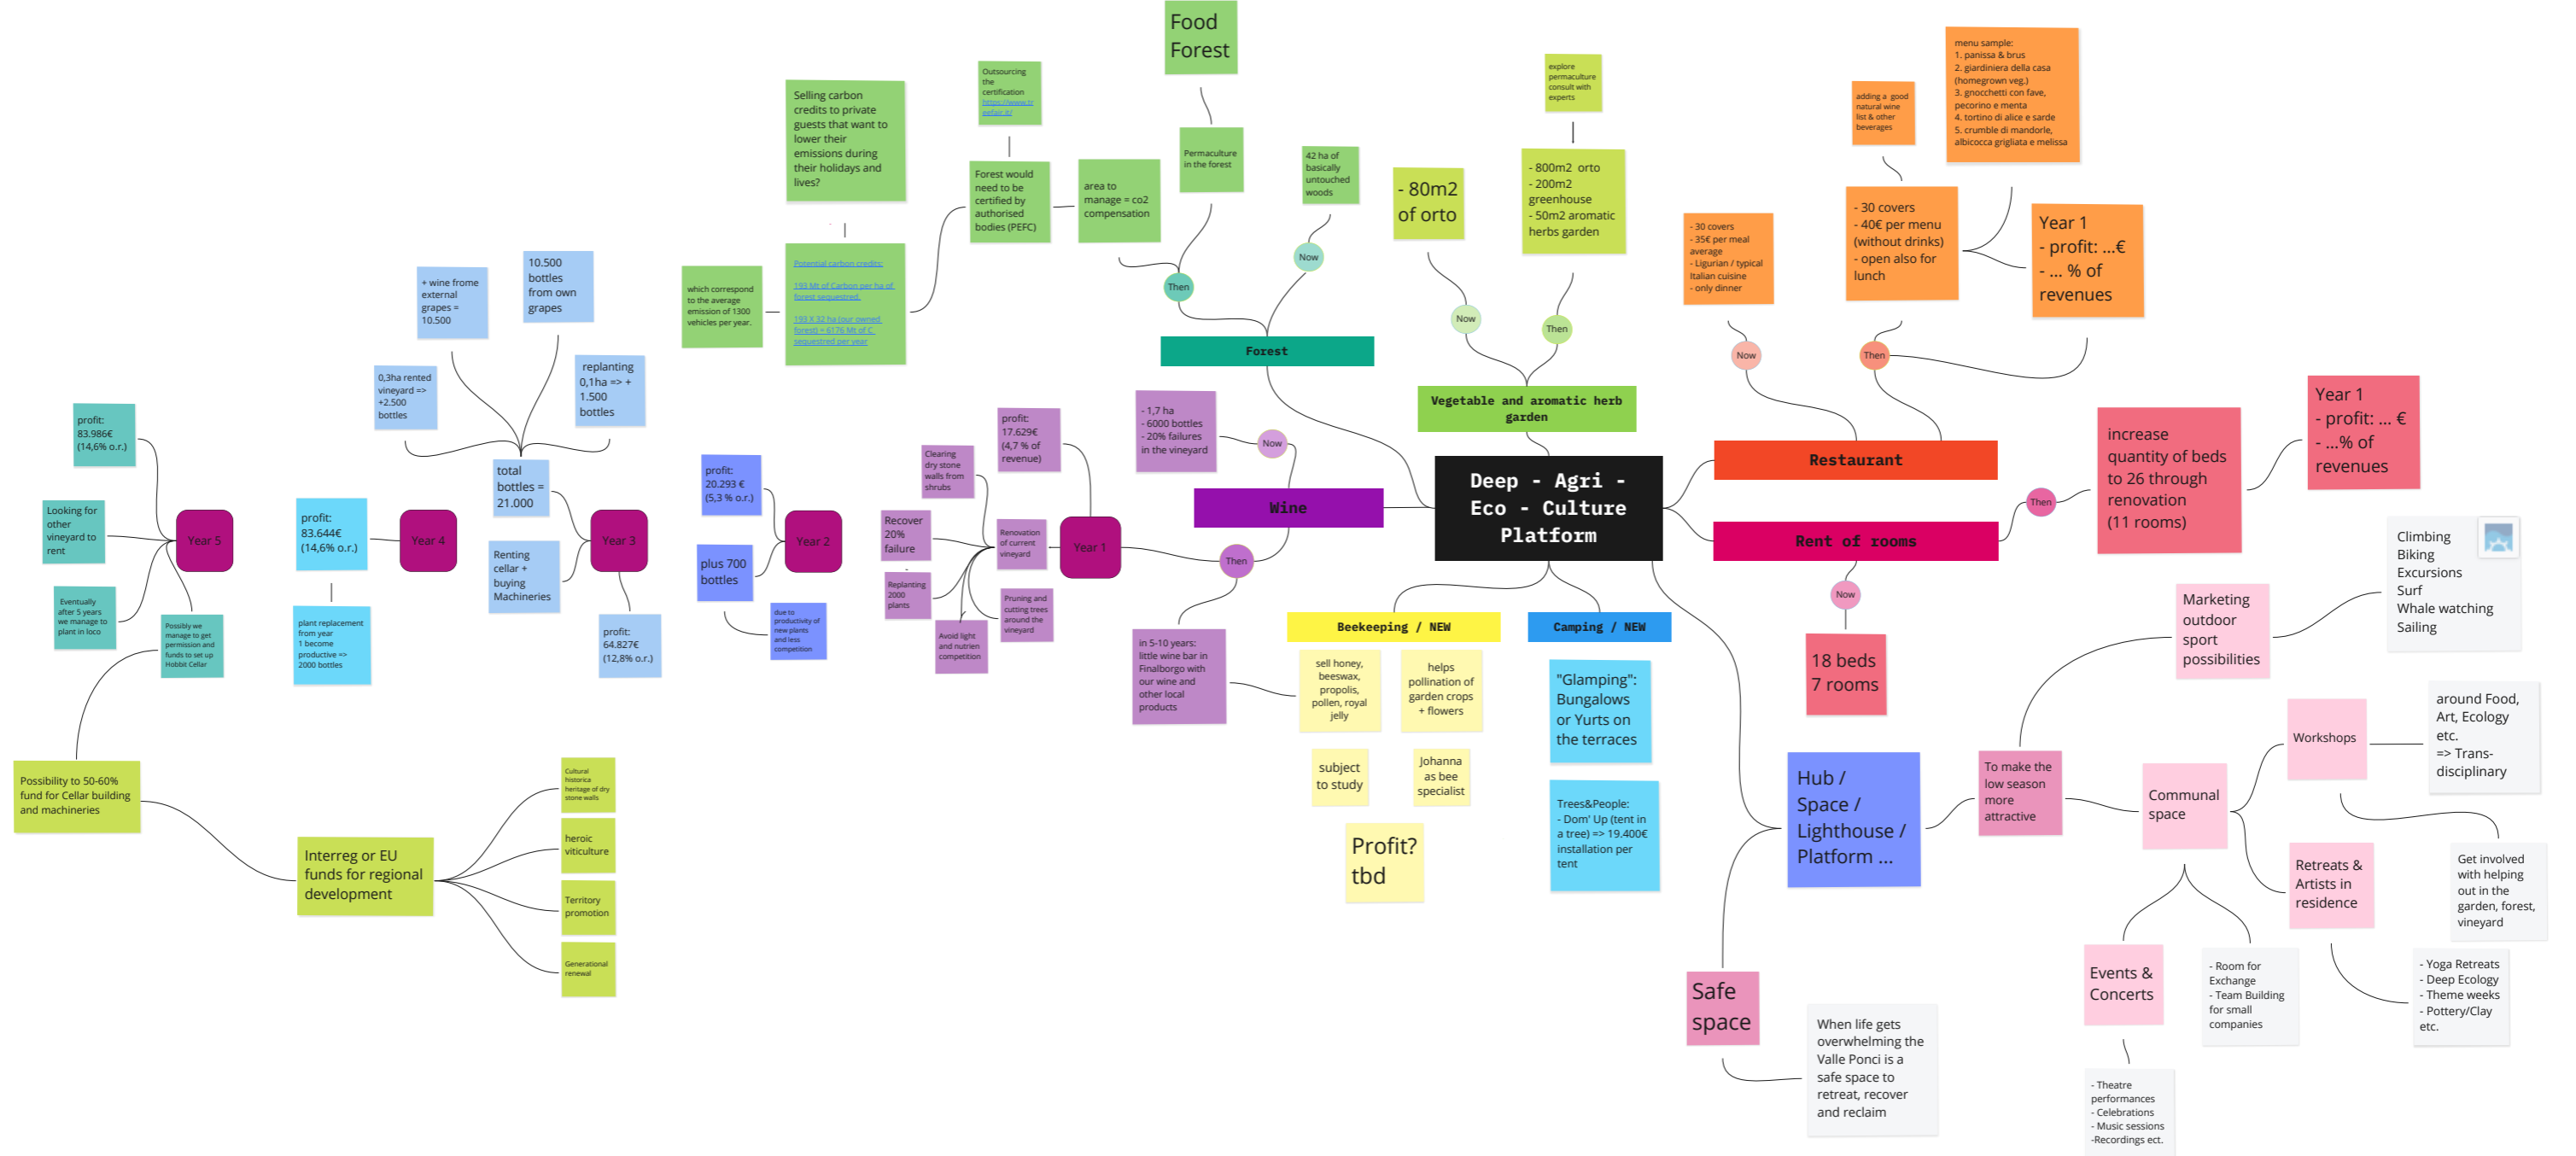 Food
Forest
Outsourcing
the
certification
https://www.tr
eefair.it/
Selling carbon
credits to private
guests that want to
lower their
emissions during
their holidays and
lives?
Forest would
need to be
certified by
authorised
bodies (PEFC)
area to
manage = co2
compensation
Permaculture
in the forest
42 ha of
basically
untouched
woods
Now
Then
which correspond
to the average
emission of 1300
vehicles per year.
Potential carbon credits:
193 Mt of Carbon per ha of
forest sequestred.
193 X 32 ha (our owned
forest) = 6176 Mt of C
sequestred per year
Forest
- 80m2
of orto
explore
permaculture
consult with
experts
- 800m2 orto
- 200m2
greenhouse
- 50m2 aromatic
herbs garden
Now
Then
Vegetable and aromatic herb
garden
adding a good
natural wine
list & other
beverages
menu sample:
1. panissa & brus
2. giardiniera della casa
(homegrown veg.)
3. gnocchetti con fave,
pecorino e menta
4. tortino di alice e sarde
5. crumble di mandorle,
albicocca grigliata e melissa
- 30 covers
- 35€ per meal
average
- Ligurian / typical
Italian cuisine
- only dinner
- 30 covers
- 40€ per menu
(without drinks)
- open also for
lunch
Year 1
- profit: ...€
- ... % of
revenues
Now
Then
Restaurant
Deep - Agri -
Eco - Culture
Platform
Rent of rooms
Then
increase
quantity of beds
to 26 through
renovation
(11 rooms)
Year 1
- profit: ... €
- ...% of
revenues
Now
18 beds
7 rooms
Wine
- 1,7 ha
- 6000 bottles
- 20% failures
in the vineyard
Now
Then
in 5-10 years:
little wine bar in
Finalborgo with
our wine and
other local
products
Year 1
profit:
17.629€
(4,7 % of
revenue)
Renovation
of current
vineyard
Clearing
dry stone
walls from
shrubs
Recover
20%
failure
Replanting
2000
plants
Avoid light
and nutrien
competition
Pruning and
cutting trees
around the
vineyard
Year 2
profit:
20.293 €
(5,3 % o.r.)
plus 700
bottles
due to
productivity of
new plants
and less
competition
Year 3
+ wine frome
external
grapes =
10.500
10.500
bottles
from own
grapes
0,3ha rented
vineyard =>
+2.500
bottles
replanting
0,1ha => +
1.500
bottles
total
bottles =
21.000
Renting
cellar +
buying
Machineries
profit:
64.827€
(12,8% o.r.)
Year 4
profit:
83.644€
(14,6% o.r.)
plant replacement
from year
1 become
productive =>
2000 bottles
Year 5
profit:
83.986€
(14,6% o.r.)
Looking for
other
vineyard to
rent
Eventually
after 5 years
we manage to
plant in loco
Possibly we
manage to get
permission and
funds to set up
Hobbit Cellar
Possibility to 50-60%
fund for Cellar building
and machineries
Interreg or EU
funds for regional
development
Cultural
historica
heritage of dry
stone walls
heroic
viticulture
Territory
promotion
Generational
renewal
Beekeeping / NEW
sell honey,
beeswax,
propolis,
pollen, royal
jelly
helps
pollination of
garden crops
+ flowers
subject
to study
Johanna
as bee
specialist
Profit?
tbd
Camping / NEW
"Glamping":
Bungalows
or Yurts on
the terraces
Trees&People:
- Dom' Up (tent in
a tree) => 19.400€
installation per
tent
Hub /
Space /
Lighthouse /
Platform ...
Safe
space
When life gets
overwhelming the
Valle Ponci is a
safe space to
retreat, recover
and reclaim
To make the
low season
more
attractive
Marketing
outdoor
sport
possibilities
Climbing
Biking
Excursions
Surf
Whale watching
Sailing
Communal
space
Workshops
around Food,
Art, Ecology
etc.
=> Trans-
disciplinary
Get involved
with helping
out in the
garden, forest,
vineyard
Retreats &
Artists in
residence
- Yoga Retreats
- Deep Ecology
- Theme weeks
- Pottery/Clay
etc.
Events &
Concerts
- Room for
Exchange
- Team Building
for small
companies
- Theatre
performances
- Celebrations
- Music sessions
-Recordings ect.